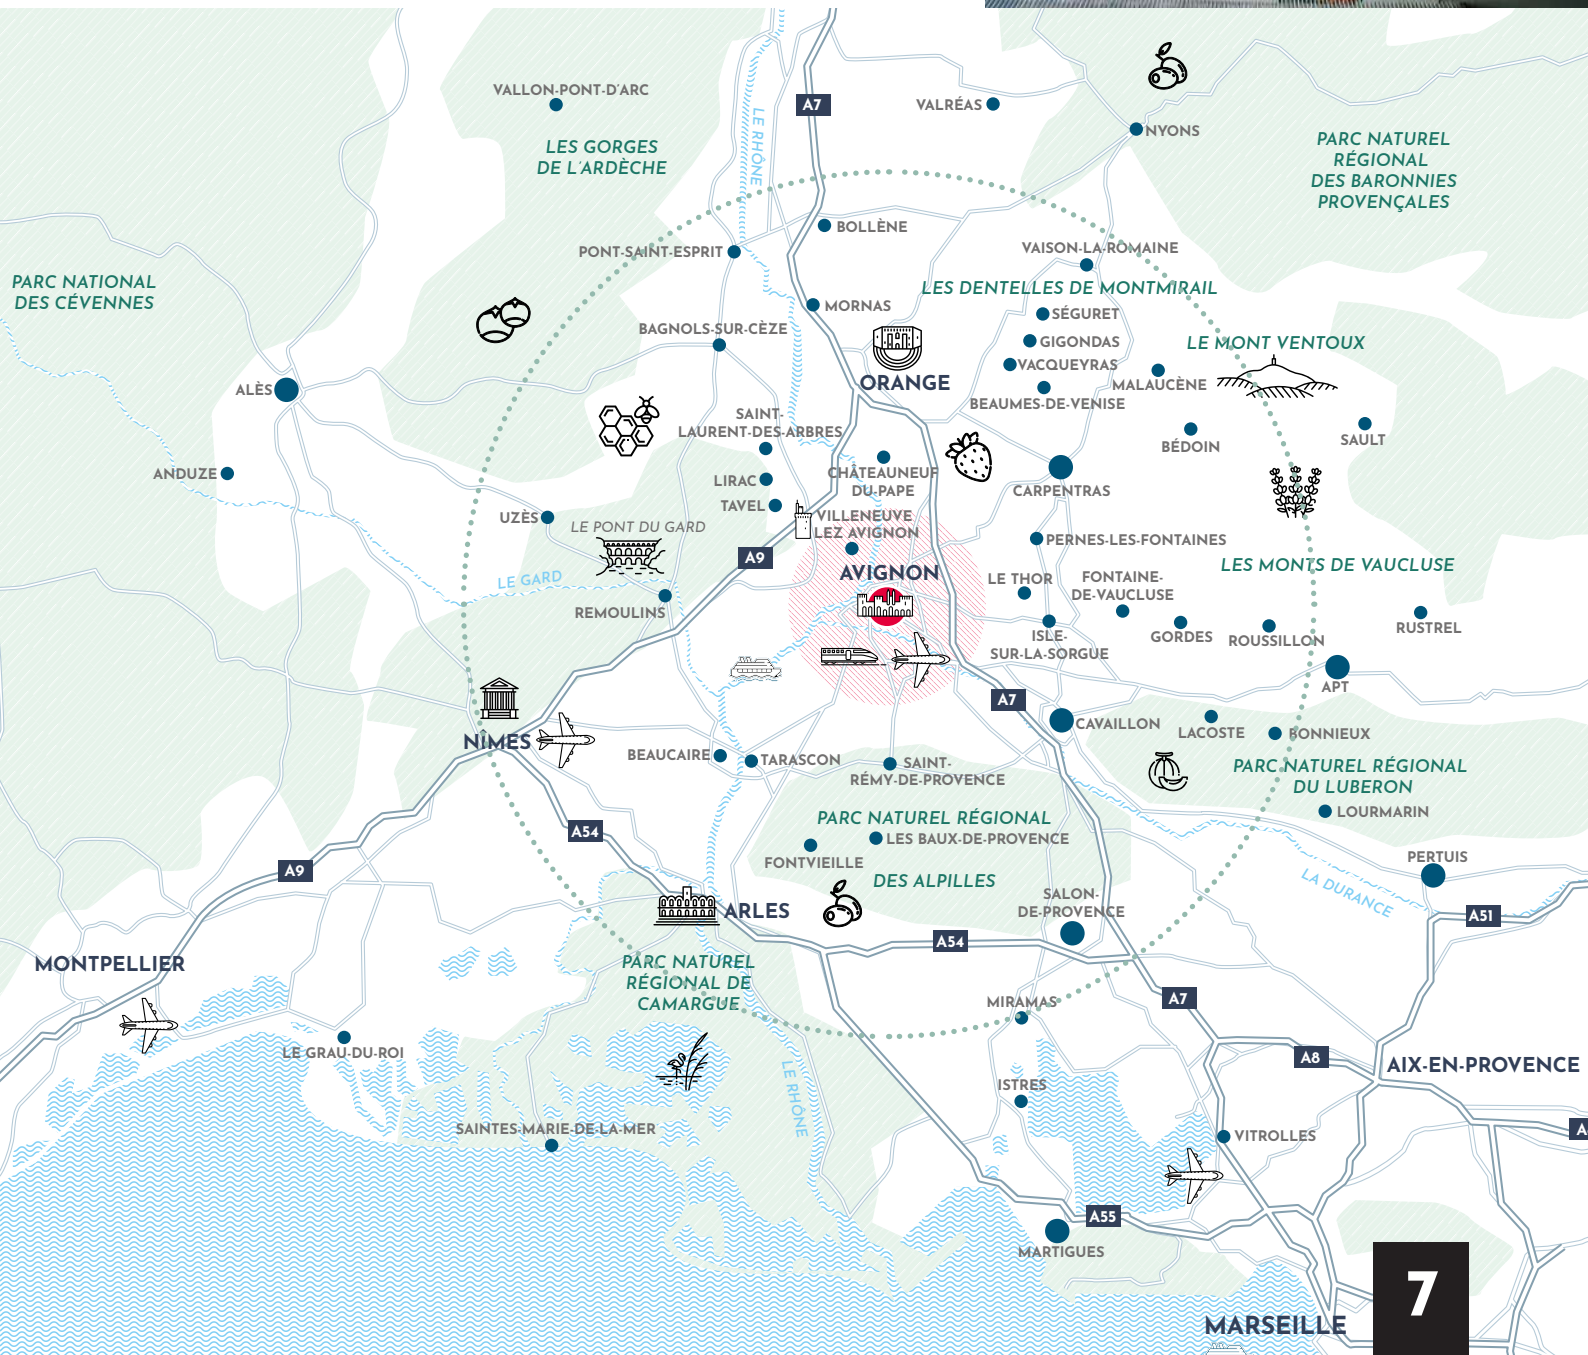 VALLON-PONT-D'ARC
A7
VALRÉAS
LE RHÔNE
NYONS
LES GORGES
DE L'ARDÈCHE
PARC NATUREL
RÉGIONAL
DES BARONNIES
PROVENÇALES
BOLLÈNE
PONT-SAINT-ESPRIT
VAISON-LA-ROMAINE
PARC NATIONAL
DES CÉVENNES
LES DENTELLES DE MONTMIRAIL
MORNAS
SÉGURET
BAGNOLS-SUR-CÈZE
GIGONDAS
LE MONT VENTOUX
VACQUEYRAS
ORANGE
MALAUCÈNE
ALÈS
BEAUMES-DE-VENISE
SAINT-
LAURENT-DES-ARBRES
SAULT
BÉDOIN
ANDUZE
LIRAC
CHÂTEAUNEUF
DU-PAPE
CARPENTRAS
TAVEL
UZÈS
LE PONT DU GARD
VILLENEUVE
LEZ AVIGNON
PERNES-LES-FONTAINES
A9
LES MONTS DE VAUCLUSE
AVIGNON
LE GARD
LE THOR
FONTAINE-
DE-VAUCLUSE
REMOULINS
ISLE-
SUR-LA-SORGUE
GORDES
ROUSSILLON
RUSTREL
APT
A7
CAVAILLON
LACOSTE
BONNIEUX
NîMES
BEAUCAIRE
TARASCON
SAINT-
RÉMY-DE-PROVENCE
PARC NATUREL RÉGIONAL
DU LUBERON
LOURMARIN
PARC NATUREL RÉGIONAL
A54
LES BAUX-DE-PROVENCE
FONTVIEILLE
PERTUIS
A9
DES ALPILLES
LA DURANCE
SALON-
DE-PROVENCE
ARLES
A51
A54
MONTPELLIER
PARC NATUREL
RÉGIONAL DE
CAMARGUE
MIRAMAS
A7
LE GRAU-DU-ROI
A8
AIX-EN-PROVENCE
LE RHÔNE
ISTRES
SAINTES-MARIE-DE-LA-MER
VITROLLES
A
A55
MARTIGUES
7
MARSEILLE